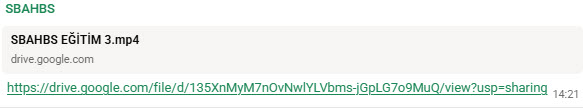 SBAHBS
SBAHBS EĞİTİM 3.mp4
drive.google.com
https://drive.google.com/file/d/135XnMyM7nOvNwlYLVbms-jGpLG7o9MuQ/view?usp=sharing
14:21